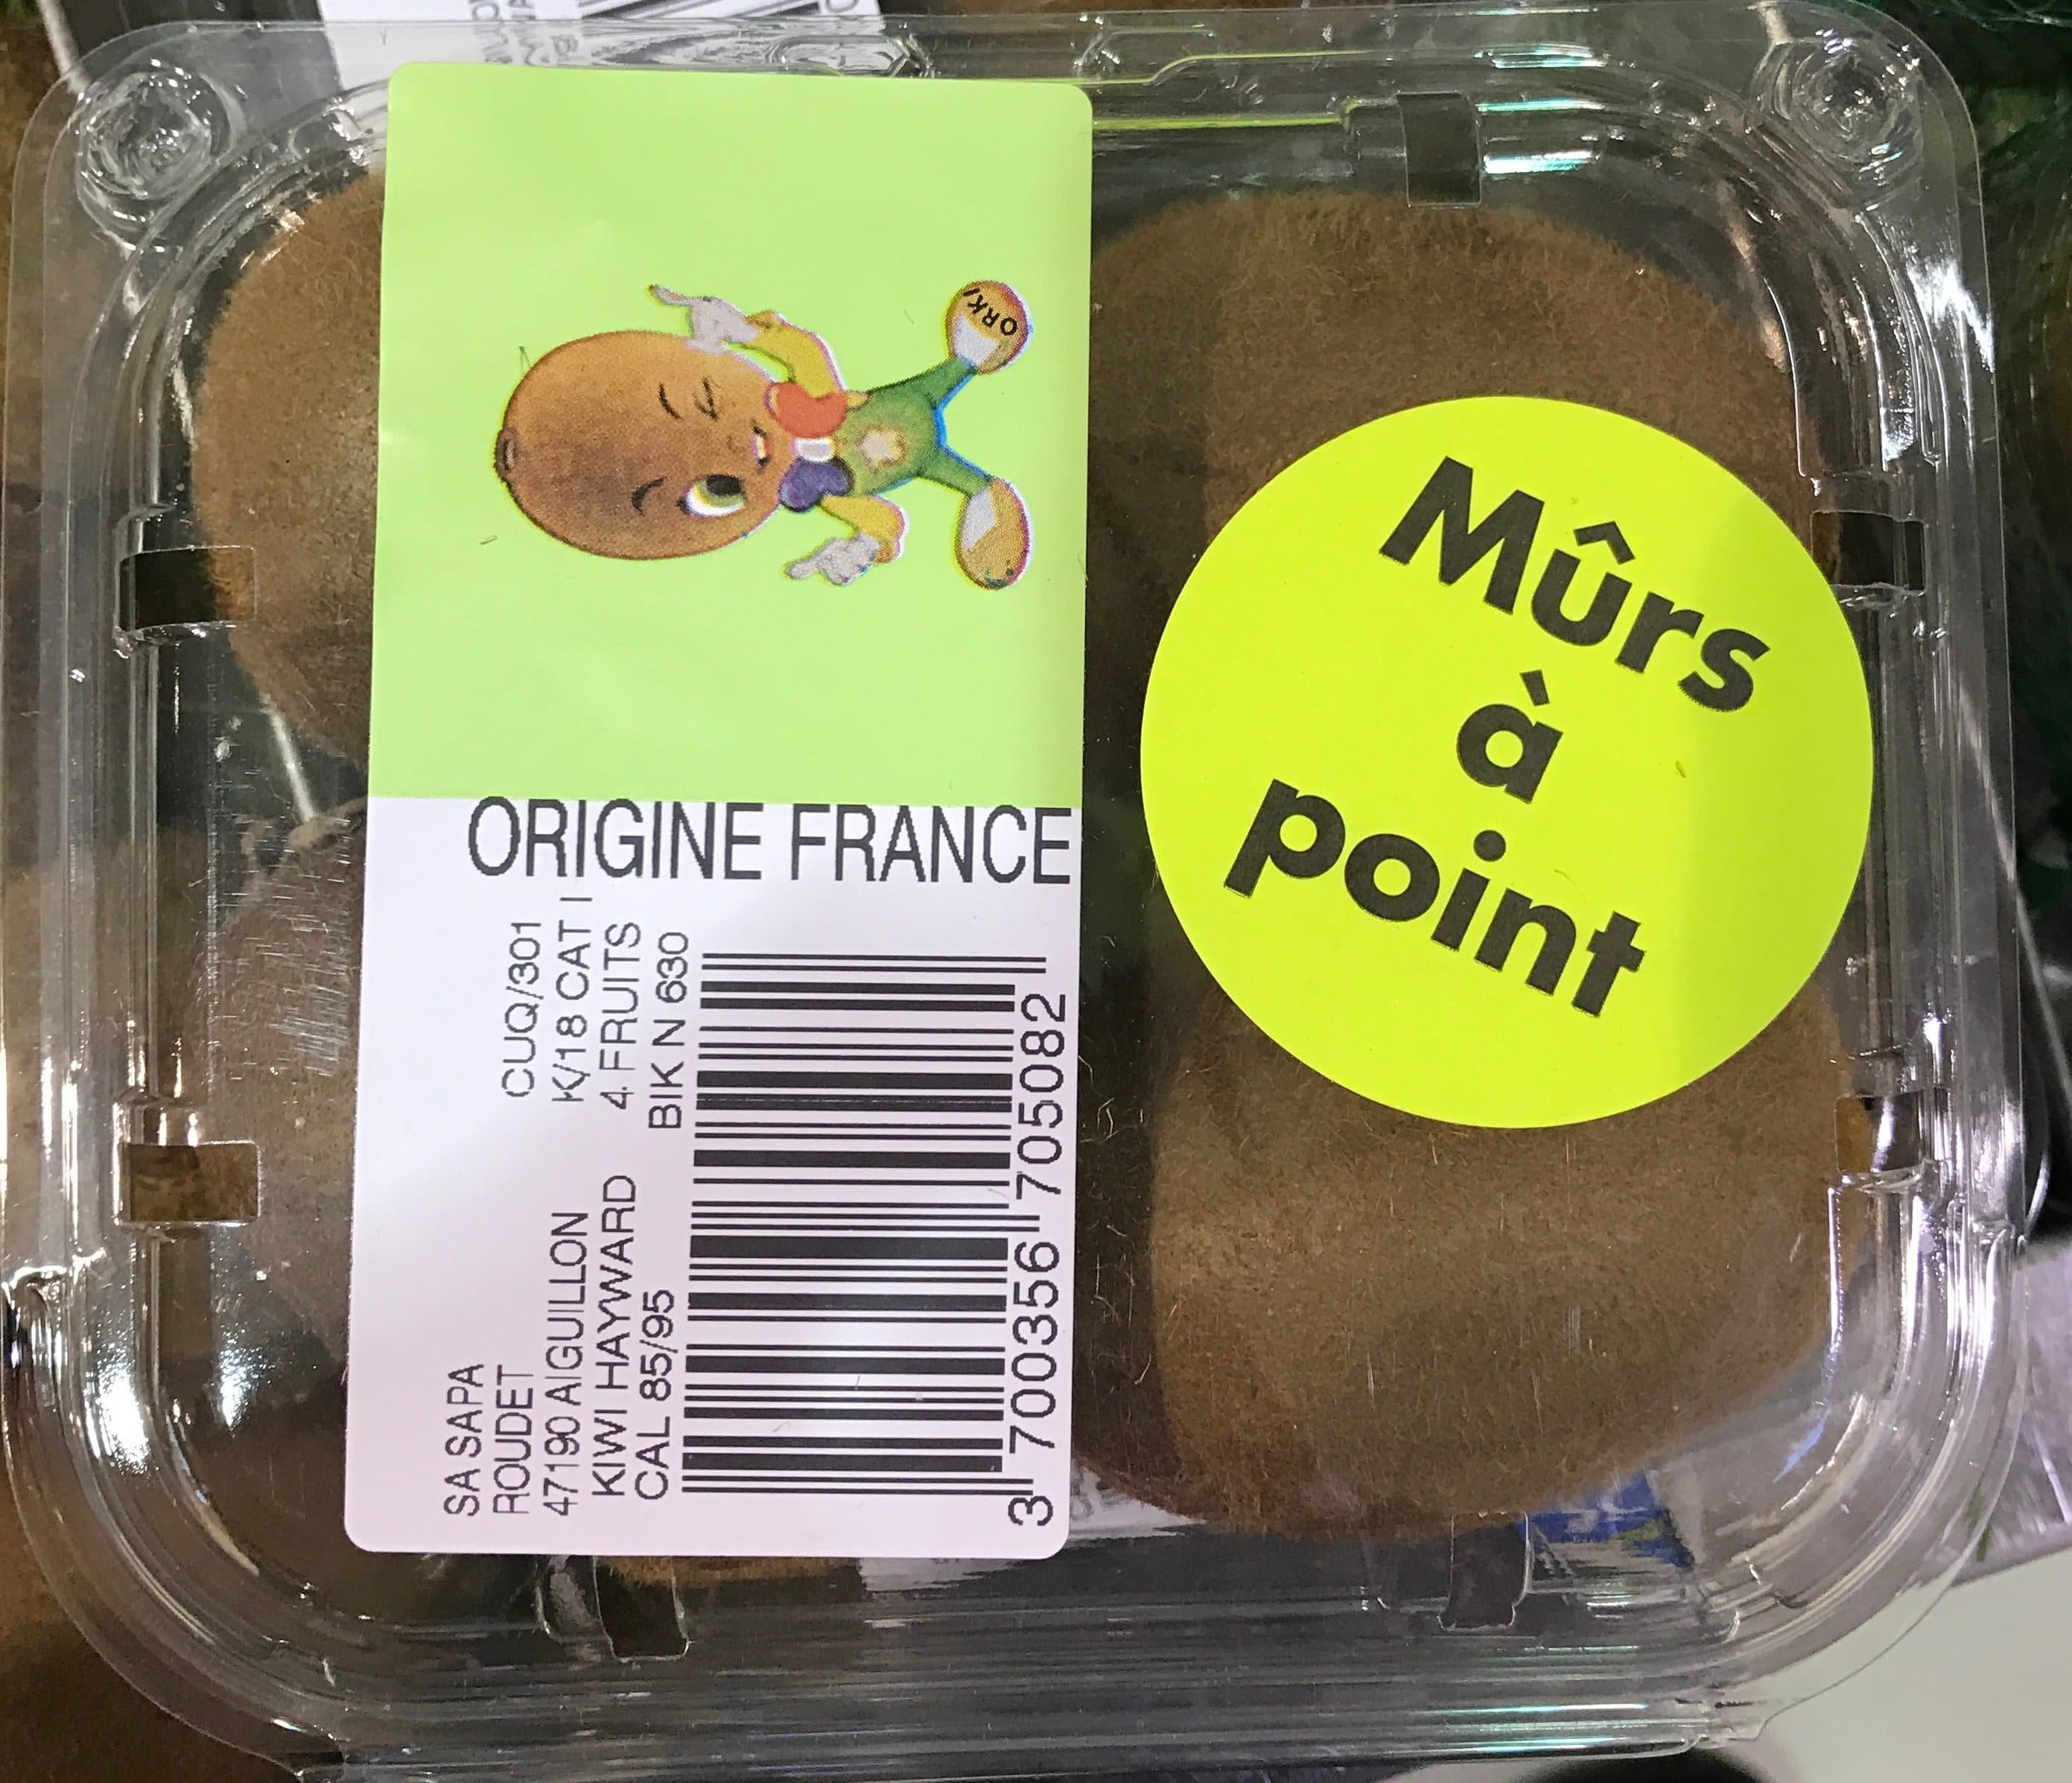 ORKI
ORIGINE FRANCE
SA SAPA
ROUDET
CUQ/301
47190 AIGUILLON
K/18 CAT I
KIWI HAYWARD
4 FRUITS
CAL 85/95
BIK N 630
3 700356 705082
Mûrs
à
point